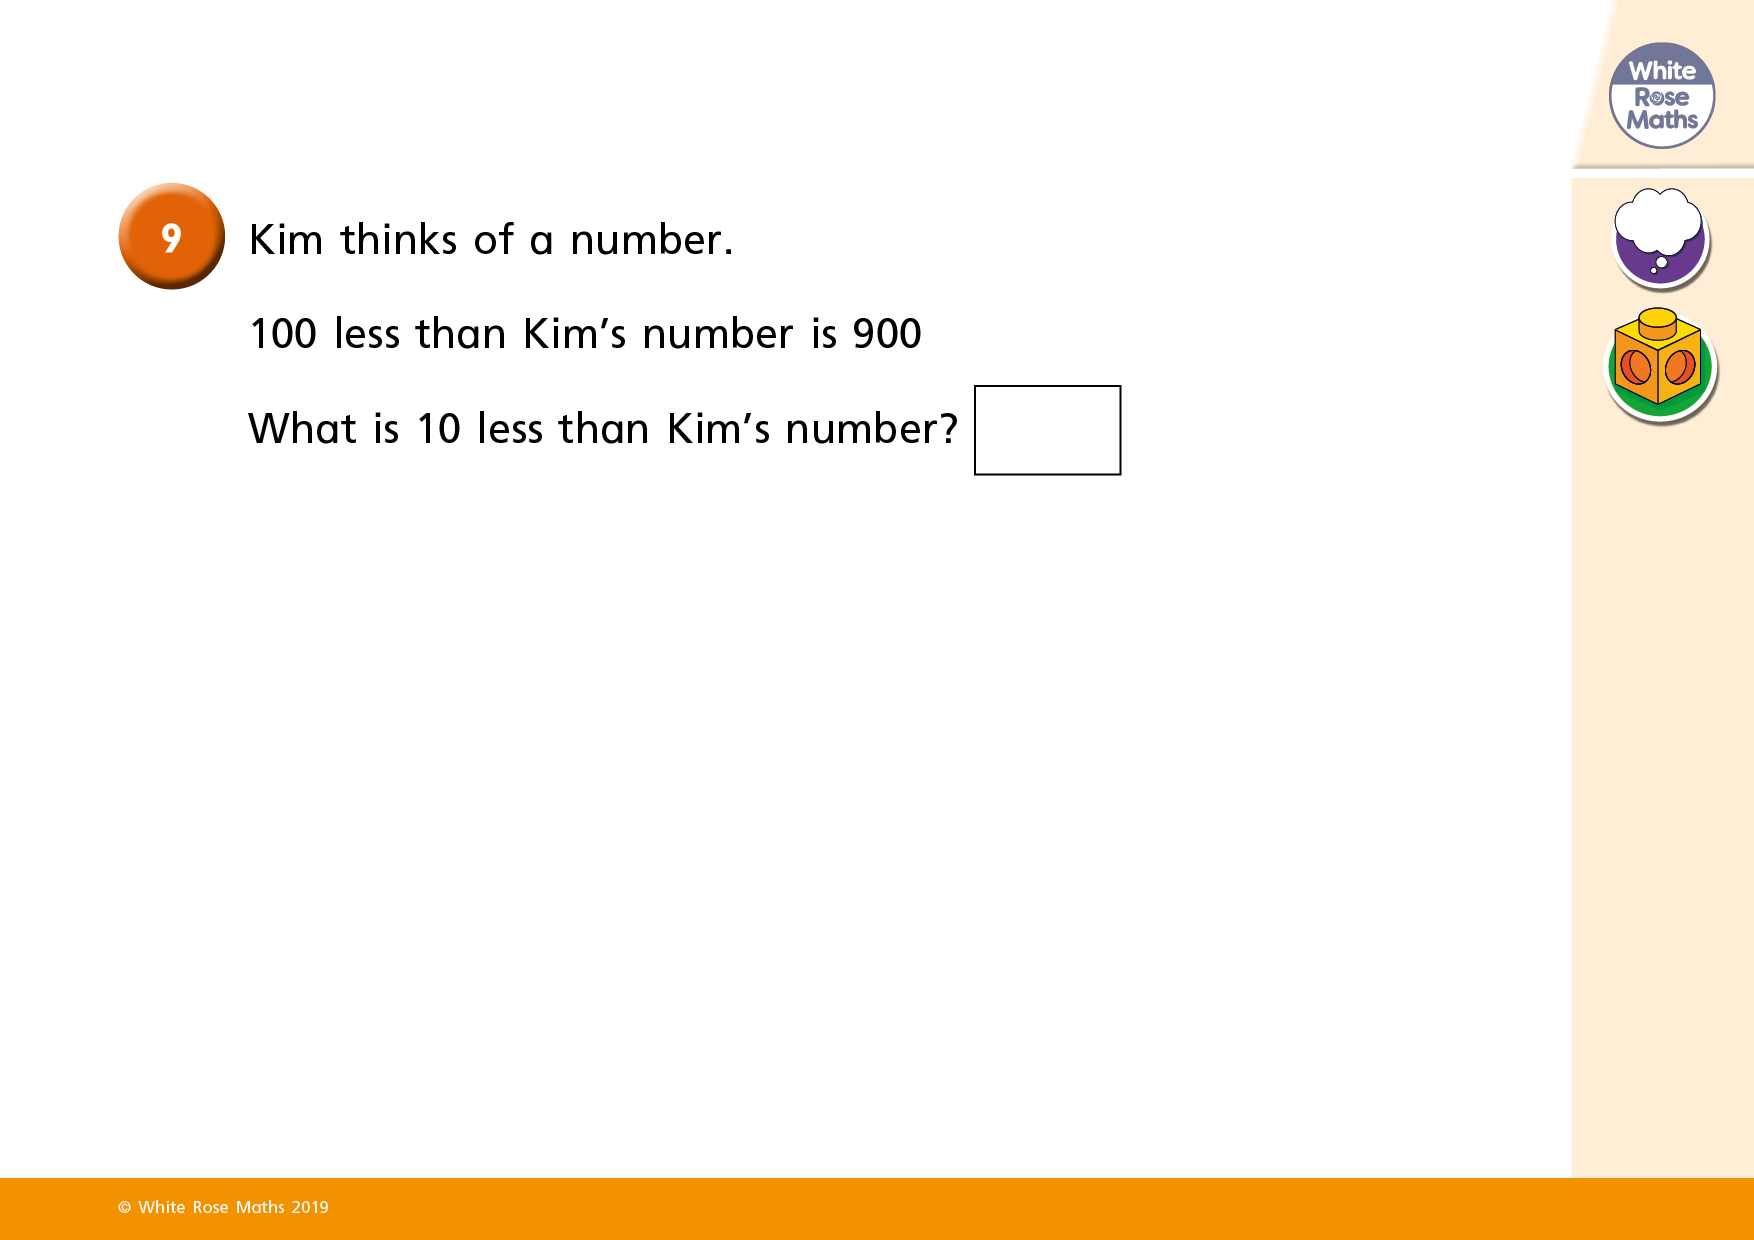 White
Rose
Maths
9 Kim thinks of a number.
100 less than Kim’s number is 900
What is 10 less than Kim’s number?
© White Rose Maths 2019